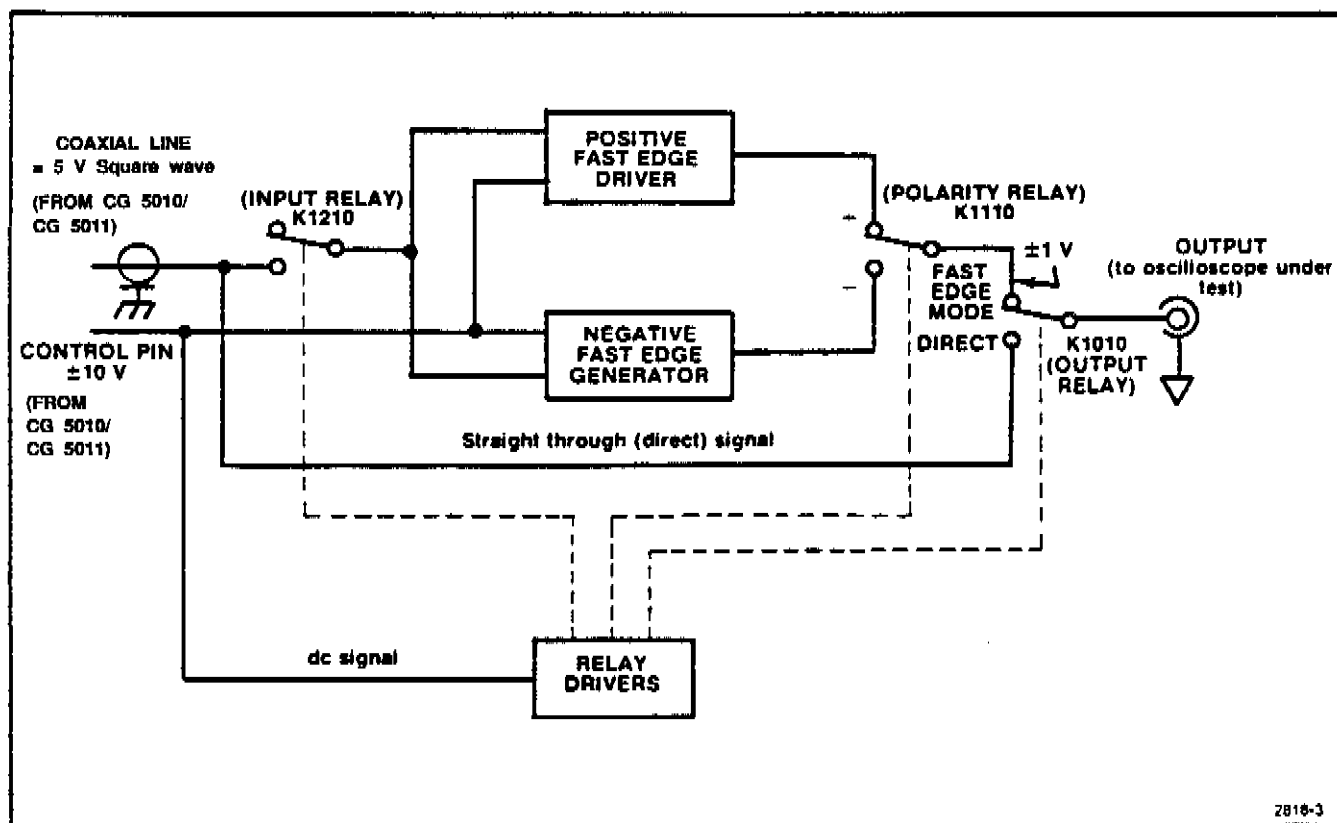 COAXIAL LINE
= 5 V Square wave
(FROM CG 5010/
CG 5011)
(INPUT RELAY)
K1210
POSITIVE
FAST EDGE
DRIVER
(POLARITY RELAY)
K1110
+
−
±1 V
FAST
EDGE
MODE
DIRECT
OUTPUT
(to oscilloscope under
test)
K1010
(OUTPUT
RELAY)
CONTROL PIN
±10 V
(FROM
CG 5010/
CG 5011)
NEGATIVE
FAST EDGE
GENERATOR
Straight through (direct) signal
dc signal
RELAY
DRIVERS
2818-3